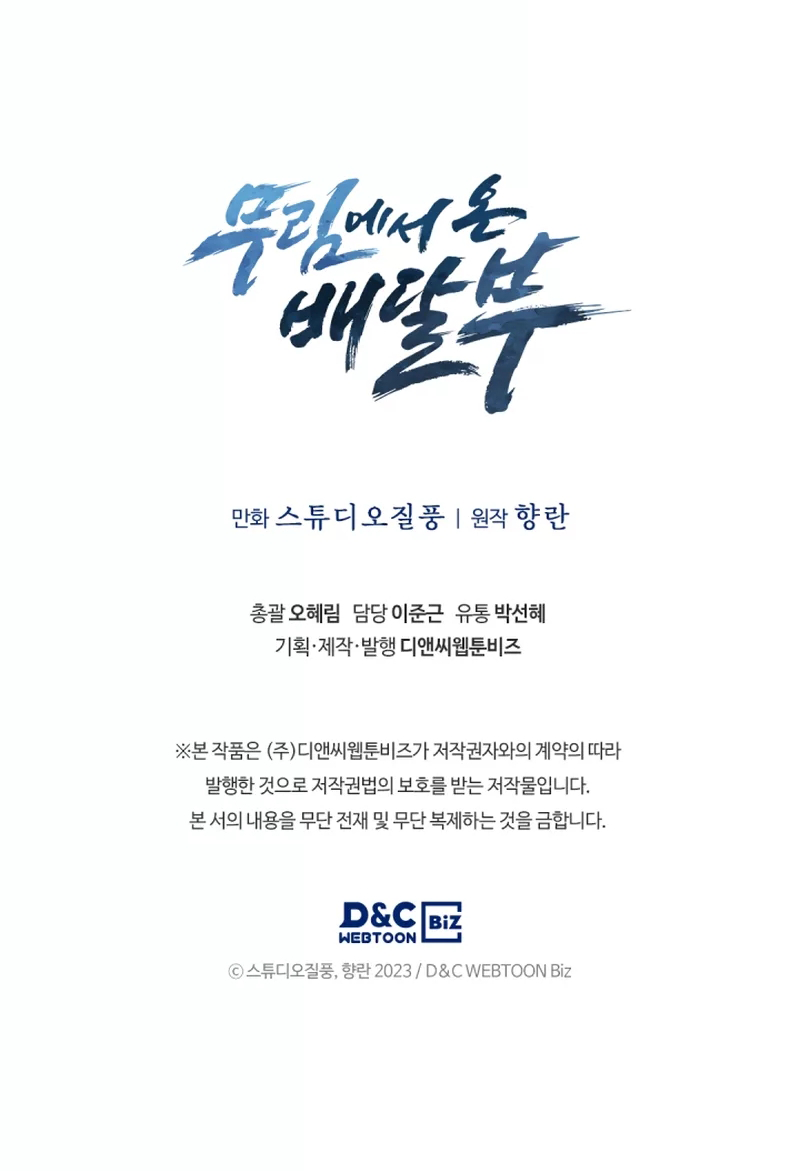 무림에서 온
배달부
만화 스튜디오질풍 | 원작 향란
총괄 오혜림 담당 이준근 유통 박선혜
기획·제작·발행 디앤씨웹툰비즈
※본 작품은 (주)디앤씨웹툰비즈가 저작권자와의 계약의 따라
발행한 것으로 저작권법의 보호를 받는 저작물입니다.
본 서의 내용을 무단 전재 및 무단 복제하는 것을 금합니다.
D&C BiZ
WEBTOON
ⓒ 스튜디오질풍, 향란 2023 / D&C WEBTOON Biz